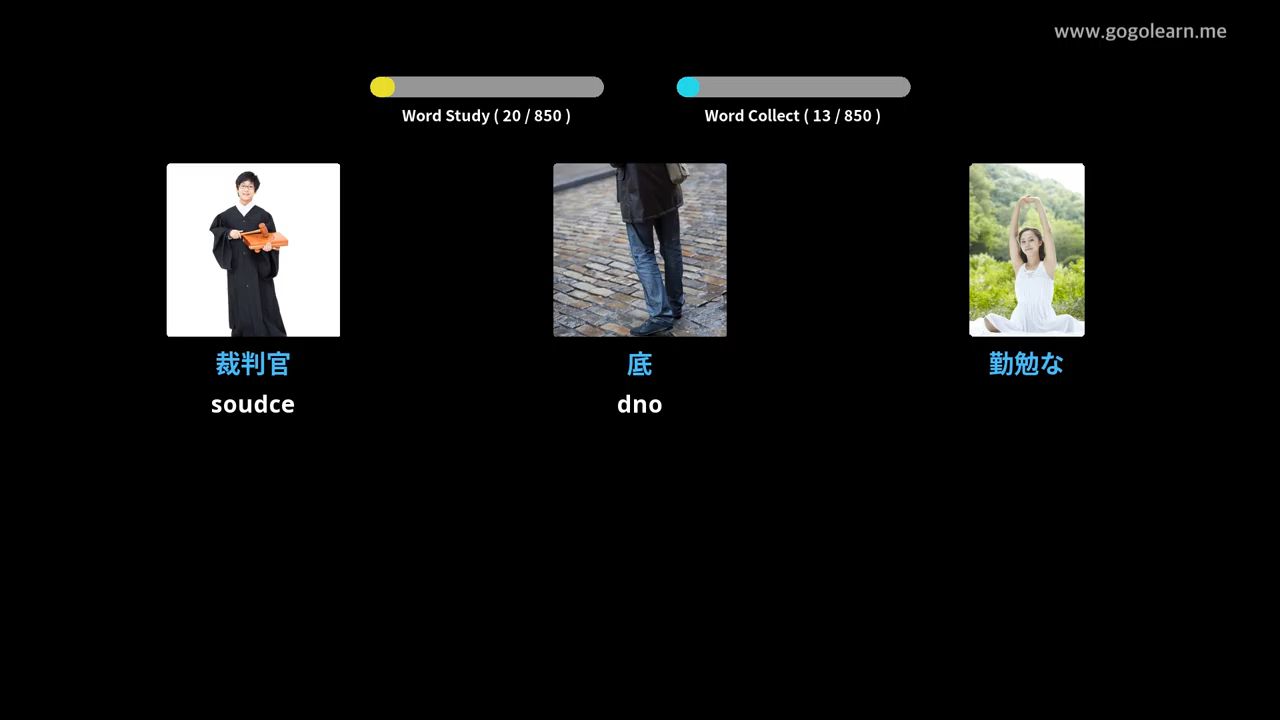 www.gogolearn.me
Word Study ( 20 / 850 )
Word Collect ( 13 / 850 )
裁判官
底
勤勉な
soudce
dno